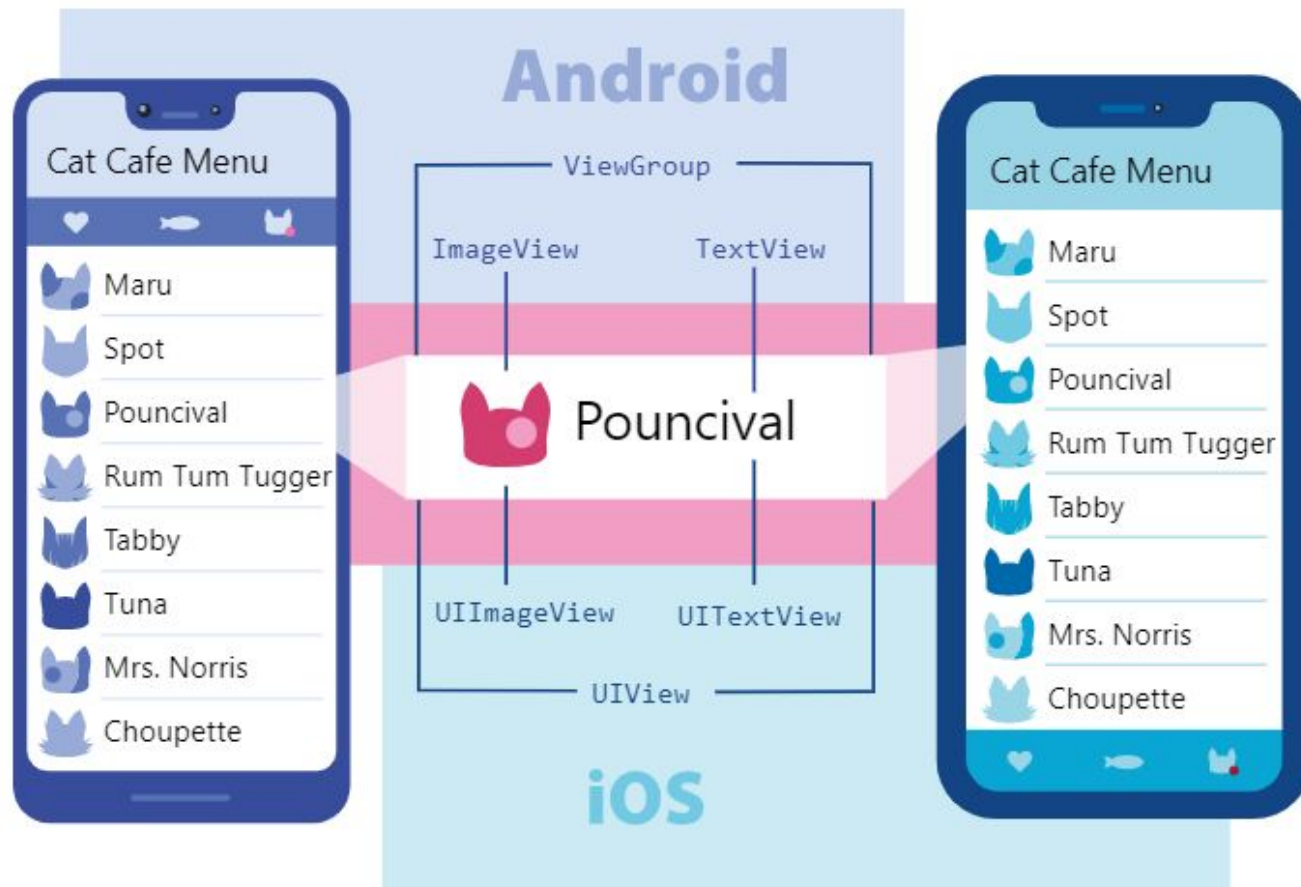 Android
Cat Cafe Menu
Maru
Spot
Pouncival
Rum Tum Tugger
Tabby
Tuna
Mrs. Norris
Choupette
ViewGroup
ImageView
TextView
Pouncival
UIImageView
UITextView
UIView
iOS
Cat Cafe Menu
Maru
Spot
Pouncival
Rum Tum Tugger
Tabby
Tuna
Mrs. Norris
Choupette